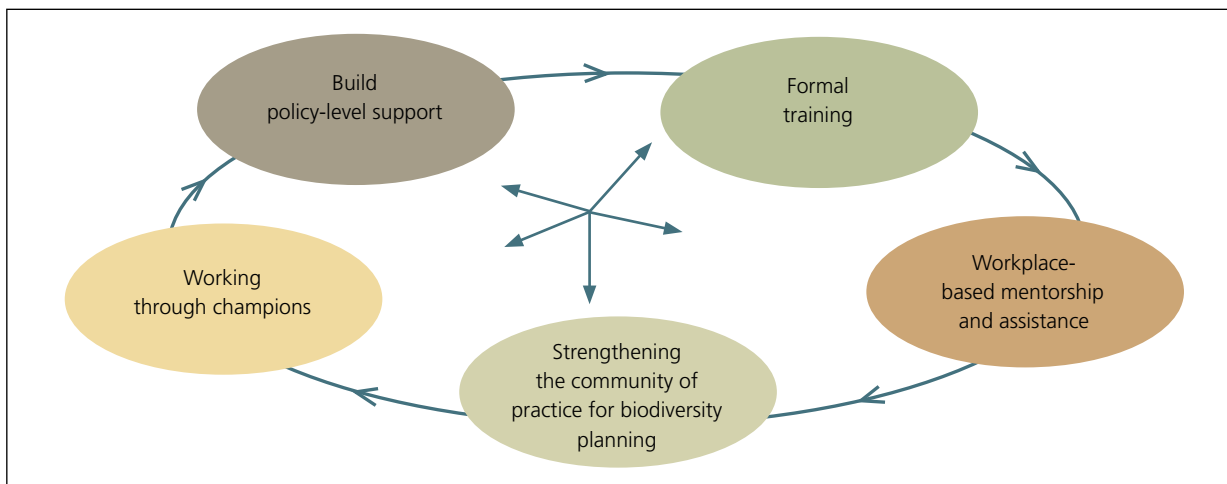 Build
policy-level support
Formal
training
Workplace-
based mentorship
and assistance
Strengthening
the community of
practice for biodiversity
planning
Working
through champions